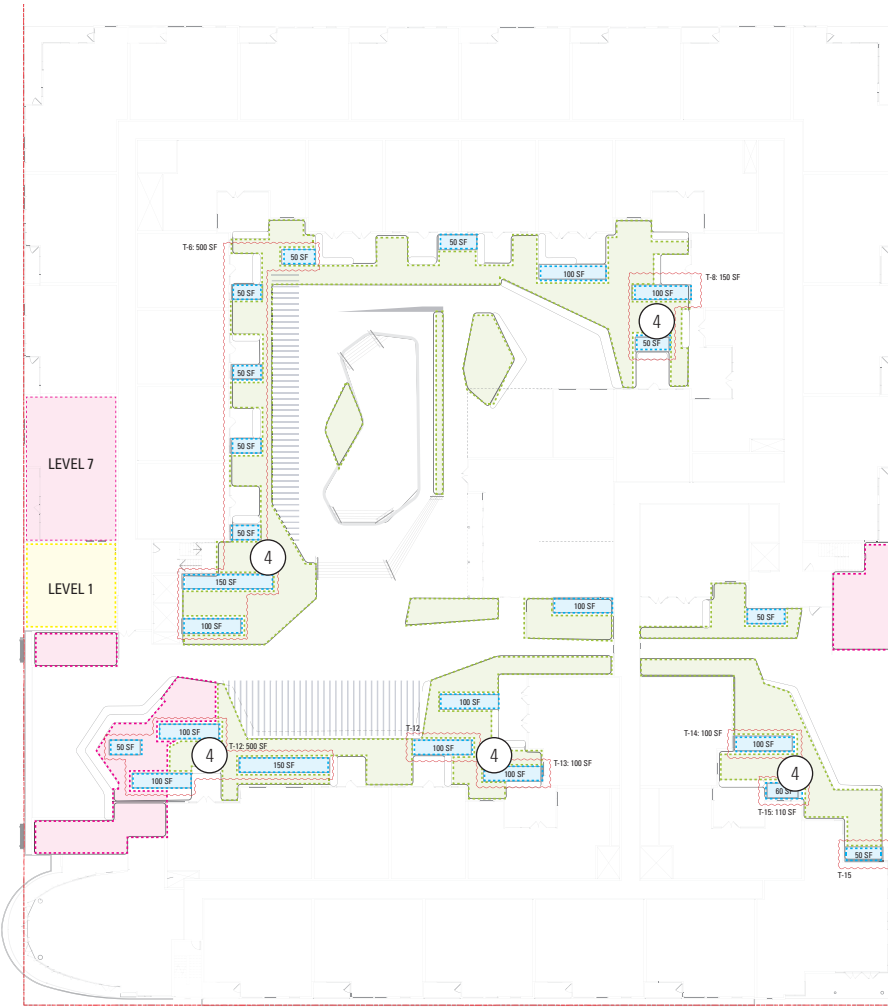 T-6: 500 SF
50 SF
50 SF
100 SF
T-8: 150 SF
50 SF
100 SF
4
50 SF
50 SF
50 SF
LEVEL 7
50 SF
4
150 SF
LEVEL 1
100 SF
100 SF
50 SF
100 SF
100 SF
T-12
50 SF
T-12: 500 SF
100 SF
4
4
150 SF
100 SF
T-13: 100 SF
100 SF
T-14: 100 SF
100 SF
4
60 SF
T-15: 110 SF
50 SF
T-15